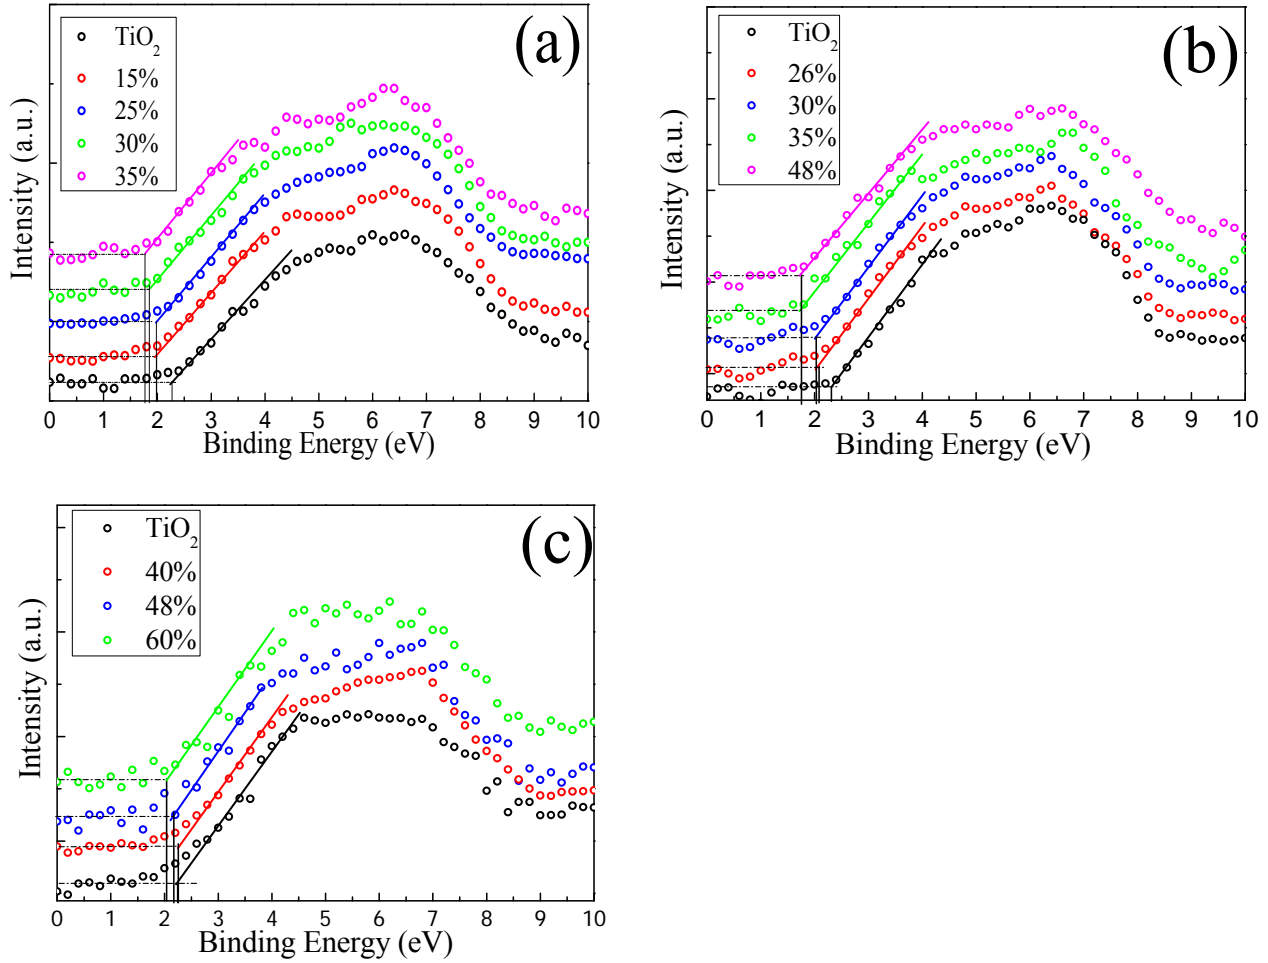 (a)
TiO2
15%
25%
30%
35%
Intensity (a.u.)
0 1 2 3 4 5 6 7 8 9 10
Binding Energy (eV)
(b)
TiO2
26%
30%
35%
48%
Intensity (a.u.)
0 1 2 3 4 5 6 7 8 9 10
Binding Energy (eV)
(c)
TiO2
40%
48%
60%
Intensity (a.u.)
0 1 2 3 4 5 6 7 8 9 10
Binding Energy (eV)